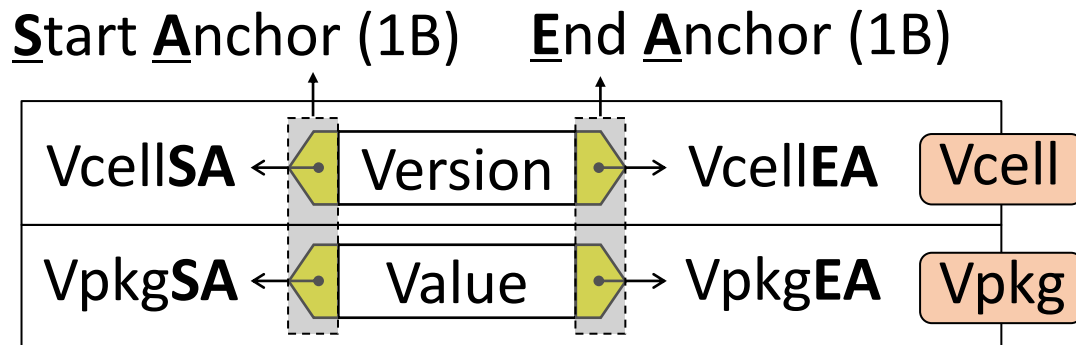 Start Anchor (1B) End Anchor (1B)
VcellSA Version VcellEA Vcell
VpkgSA Value VpkgEA Vpkg